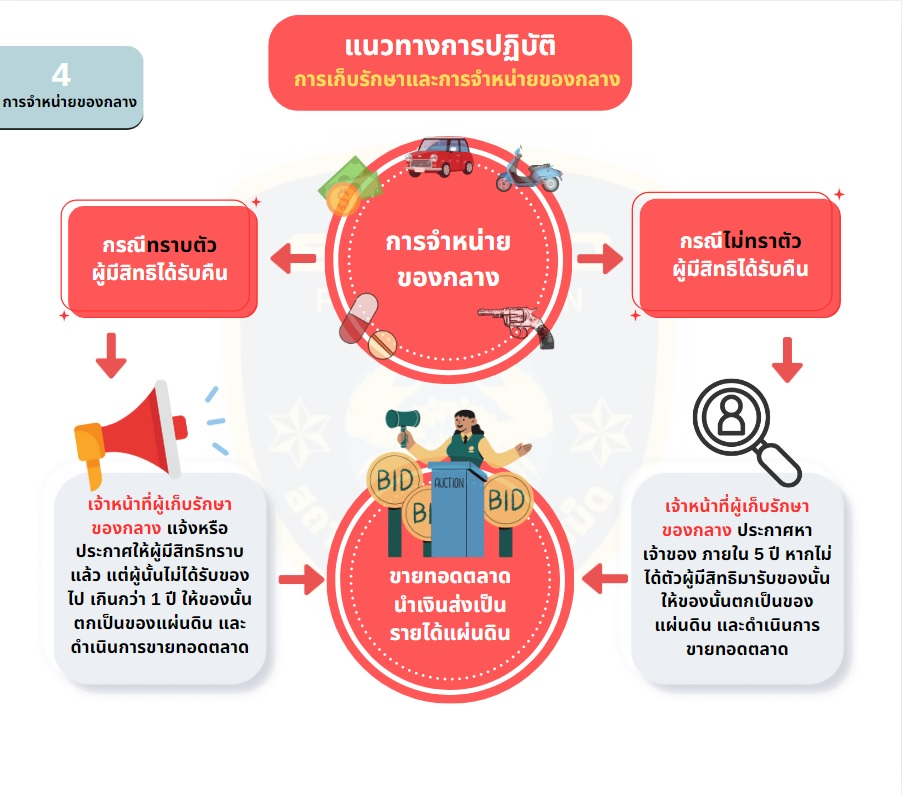 แนวทางการปฏิบัติ
การเก็บรักษาและการจำหน่ายของกลาง
4
การจำหน่ายของกลาง
การจำหน่าย
ของกลาง
กรณีทราบตัว
ผู้มีสิทธิได้รับคืน
กรณีไม่ทราตัว
ผู้มีสิทธิได้รับคืน
เจ้าหน้าที่ผู้เก็บรักษา
ของกลาง แจ้งหรือ
ประกาศให้ผู้มีสิทธิทราบ
แล้ว แต่ผู้นั้นไม่ได้รับของ
ไป เกินกว่า 1 ปี ให้ของนั้น
ตกเป็นของแผ่นดิน และ
ดำเนินการขายทอดตลาด
BID
BI
AUCTION
BID
ขายทอดตลาด
นำเงินส่งเป็น
รายได้แผ่นดิน
เจ้าหน้าที่ผู้เก็บรักษา
ของกลาง ประกาศหา
เจ้าของ ภายใน 5 ปี หากไม่
ได้ตัวผู้มีสิทธิมารับของนั้น
ให้ของนั้นตกเป็นของ
แผ่นดิน และดำเนินการ
ขายทอดตลาด